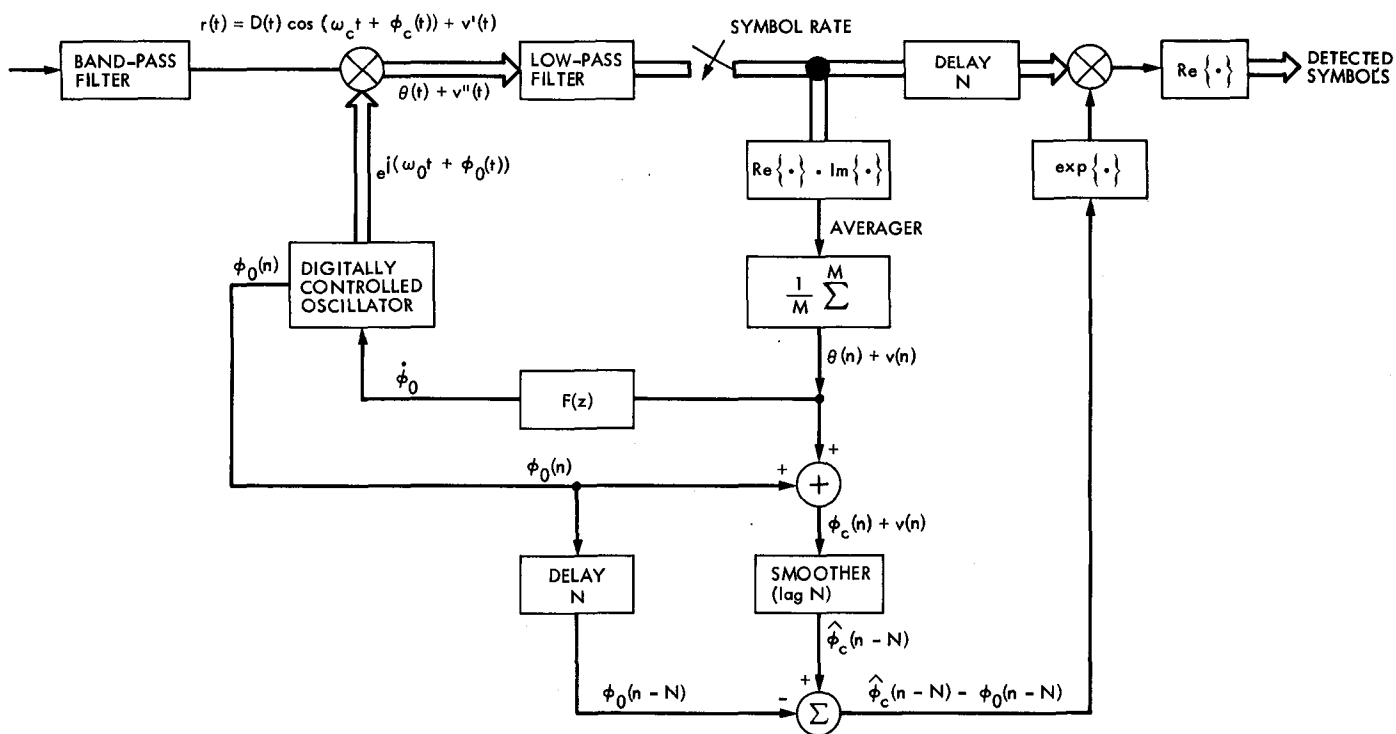 r(t) = D(t) cos (ω_c t + φ_c(t)) + v'(t)
SYMBOL RATE
BAND-PASS
FILTER
θ(t) + v''(t)
LOW-PASS
FILTER
DELAY
N
Re { • }
DETECTED
SYMBOLS
e^j(ω_0 t + φ_0(t))
Re { • } • Im { • }
exp { • }
AVERAGER
φ_0(n)
DIGITALLY
CONTROLLED
OSCILLATOR
1/M Σ^M
θ(n) + v(n)
φ̇_0
F(z)
+
φ_0(n)
+
+
φ_c(n) + v(n)
DELAY
N
SMOOTHER
(lag N)
φ̂_c(n - N)
+
φ_0(n - N)
-
Σ
φ̂_c(n - N) - φ_0(n - N)